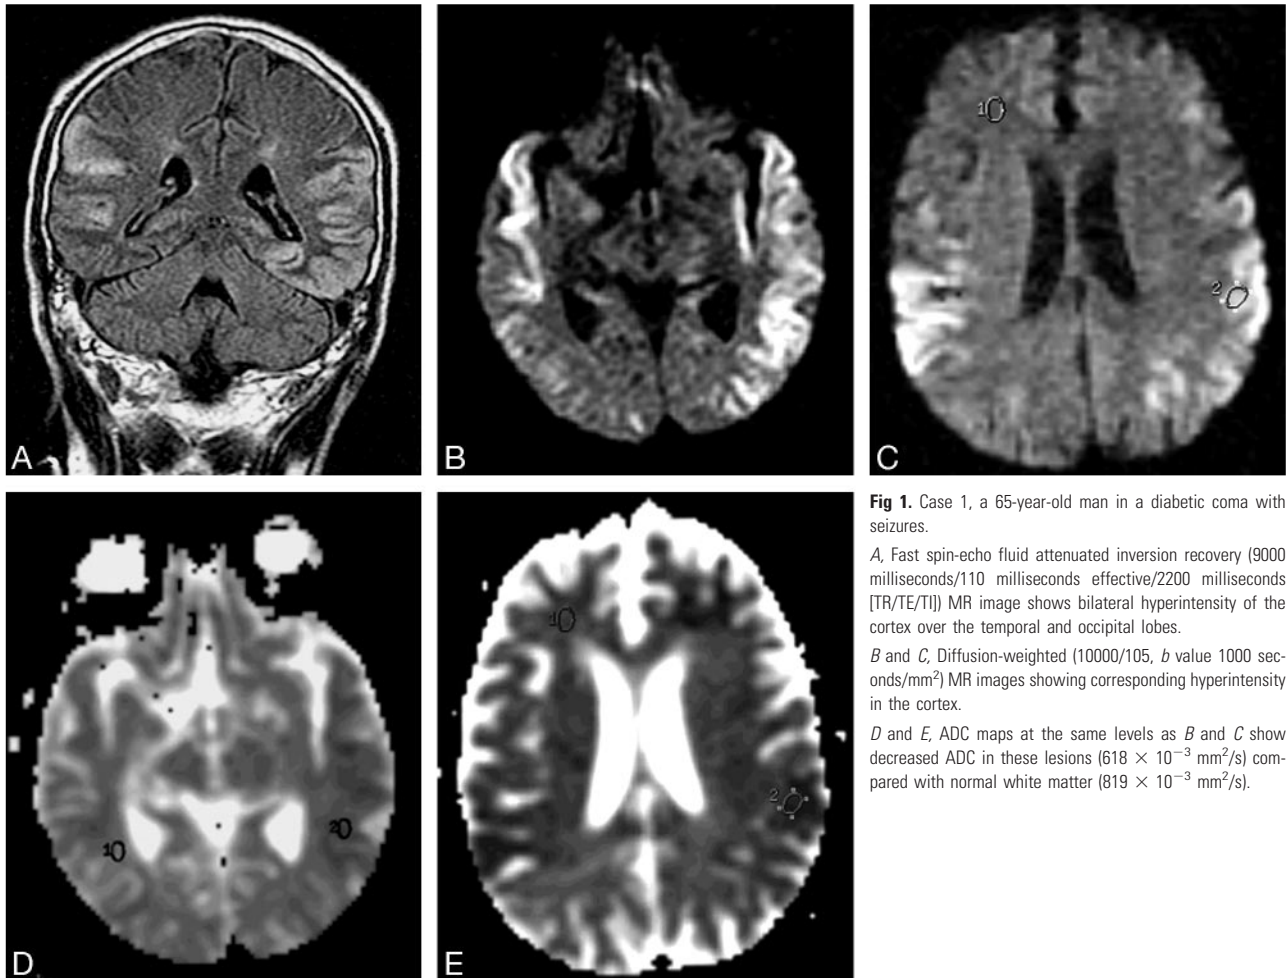 A
B
C
10
2
D
E
10
20
10
2
Fig 1. Case 1, a 65-year-old man in a diabetic coma with
seizures.
A, Fast spin-echo fluid attenuated inversion recovery (9000
milliseconds/110 milliseconds effective/2200 milliseconds
[TR/TE/TI]) MR image shows bilateral hyperintensity of the
cortex over the temporal and occipital lobes.
B and C, Diffusion-weighted (10000/105, b value 1000 sec-
onds/mm²) MR images showing corresponding hyperintensity
in the cortex.
D and E, ADC maps at the same levels as B and C show
decreased ADC in these lesions (618 × 10⁻³ mm²/s) com-
pared with normal white matter (819 × 10⁻³ mm²/s).